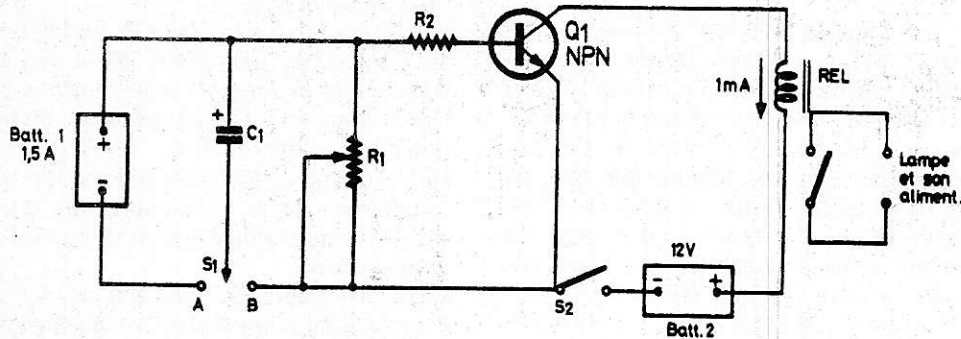 R2
Q1
NPN
1mA
REL
Batt. 1
1,5 A
+
-
+
C1
R1
Lampe
et son
aliment.
S1
A
B
S2
12V
-
+
Batt. 2